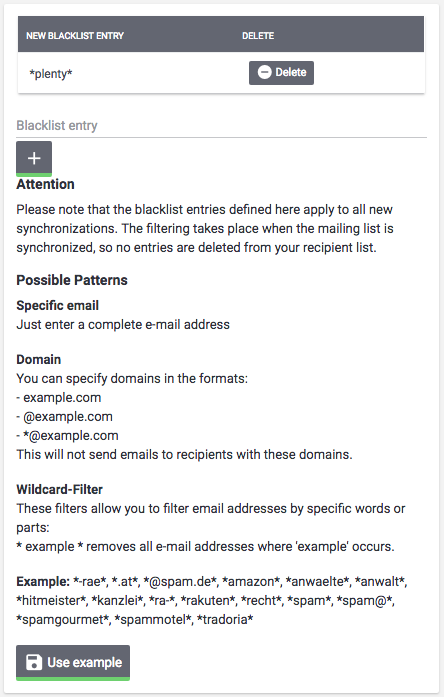 NEW BLACKLIST ENTRY DELETE
*plenty* Delete
Blacklist entry
Attention
Please note that the blacklist entries defined here apply to all new
synchronizations. The filtering takes place when the mailing list is
synchronized, so no entries are deleted from your recipient list.
Possible Patterns
Specific email
Just enter a complete e-mail address
Domain
You can specify domains in the formats:
- example.com
- @example.com
- *@example.com
This will not send emails to recipients with these domains.
Wildcard-Filter
These filters allow you to filter email addresses by specific words or
parts:
* example * removes all e-mail addresses where 'example' occurs.
Example: *-rae*, *.at*, *@spam.de*, *amazon*, *anwaelte*, *anwalt*,
*hitmeister*, *kanzlei*, *ra-*, *rakuten*, *recht*, *spam*, *spam@*,
*spamgourmet*, *spammotel*, *tradoria*
Use example